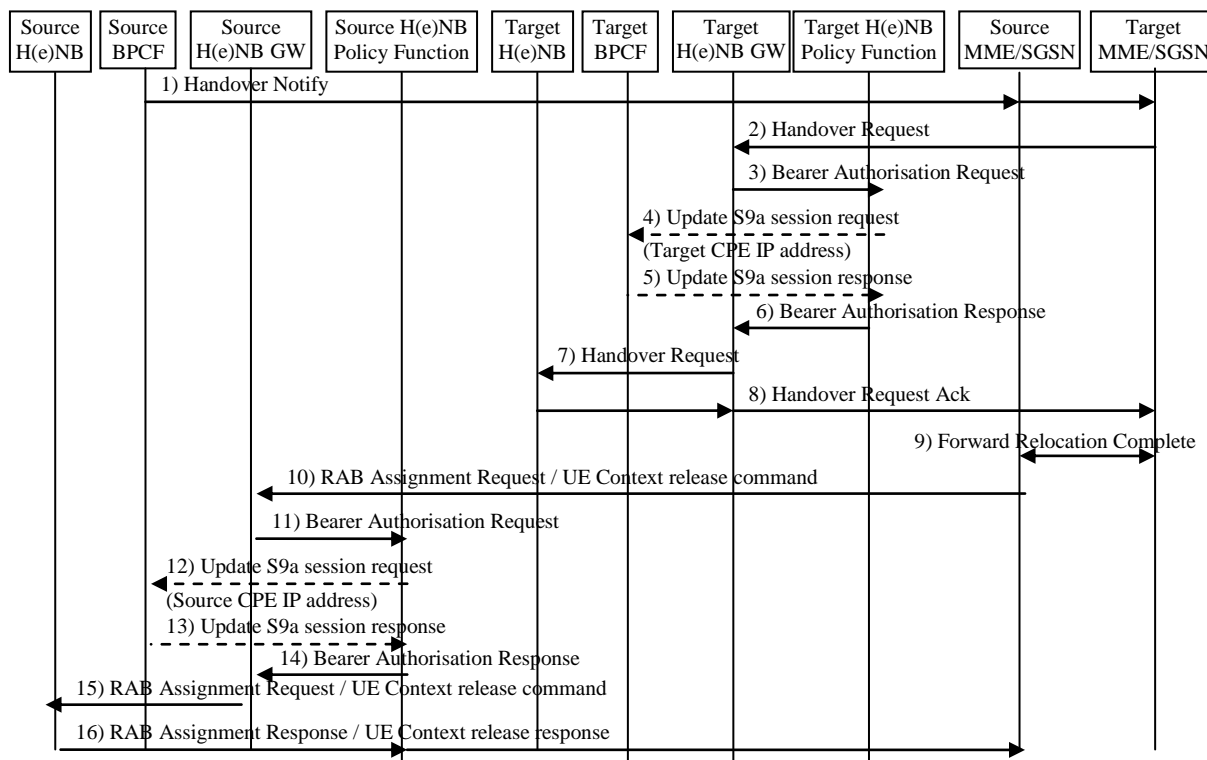 Source
H(e)NB
Source
BPCF
Source
H(e)NB GW
Source H(e)NB
Policy Function
Target
H(e)NB
Target
BPCF
Target
H(e)NB GW
Target H(e)NB
Policy Function
Source
MME/SGSN
Target
MME/SGSN
1) Handover Notify
2) Handover Request
3) Bearer Authorisation Request
4) Update S9a session request
(Target CPE IP address)
5) Update S9a session response
6) Bearer Authorisation Response
7) Handover Request
8) Handover Request Ack
9) Forward Relocation Complete
10) RAB Assignment Request / UE Context release command
11) Bearer Authorisation Request
12) Update S9a session request
(Source CPE IP address)
13) Update S9a session response
14) Bearer Authorisation Response
15) RAB Assignment Request / UE Context release command
16) RAB Assignment Response / UE Context release response